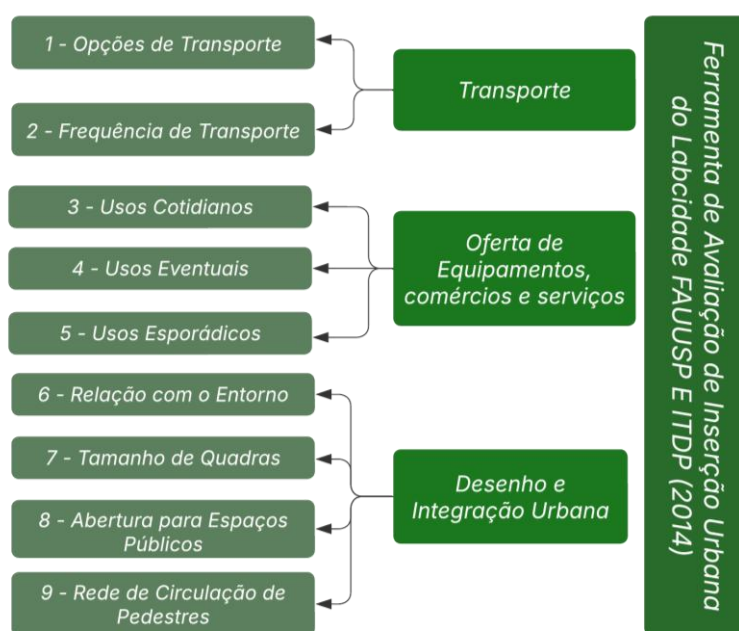 1 - Opções de Transporte
2 - Frequência de Transporte
3 - Usos Cotidianos
4 - Usos Eventuais
5 - Usos Esporádicos
6 - Relação com o Entorno
7 - Tamanho de Quadras
8 - Abertura para Espaços
Públicos
9 - Rede de Circulação de
Pedestres
Transporte
Oferta de
Equipamentos,
comércios e serviços
Desenho e
Integração Urbana
Ferramenta de Avaliação de Inserção Urbana
do Labcidade FAUUSP E ITDP (2014)